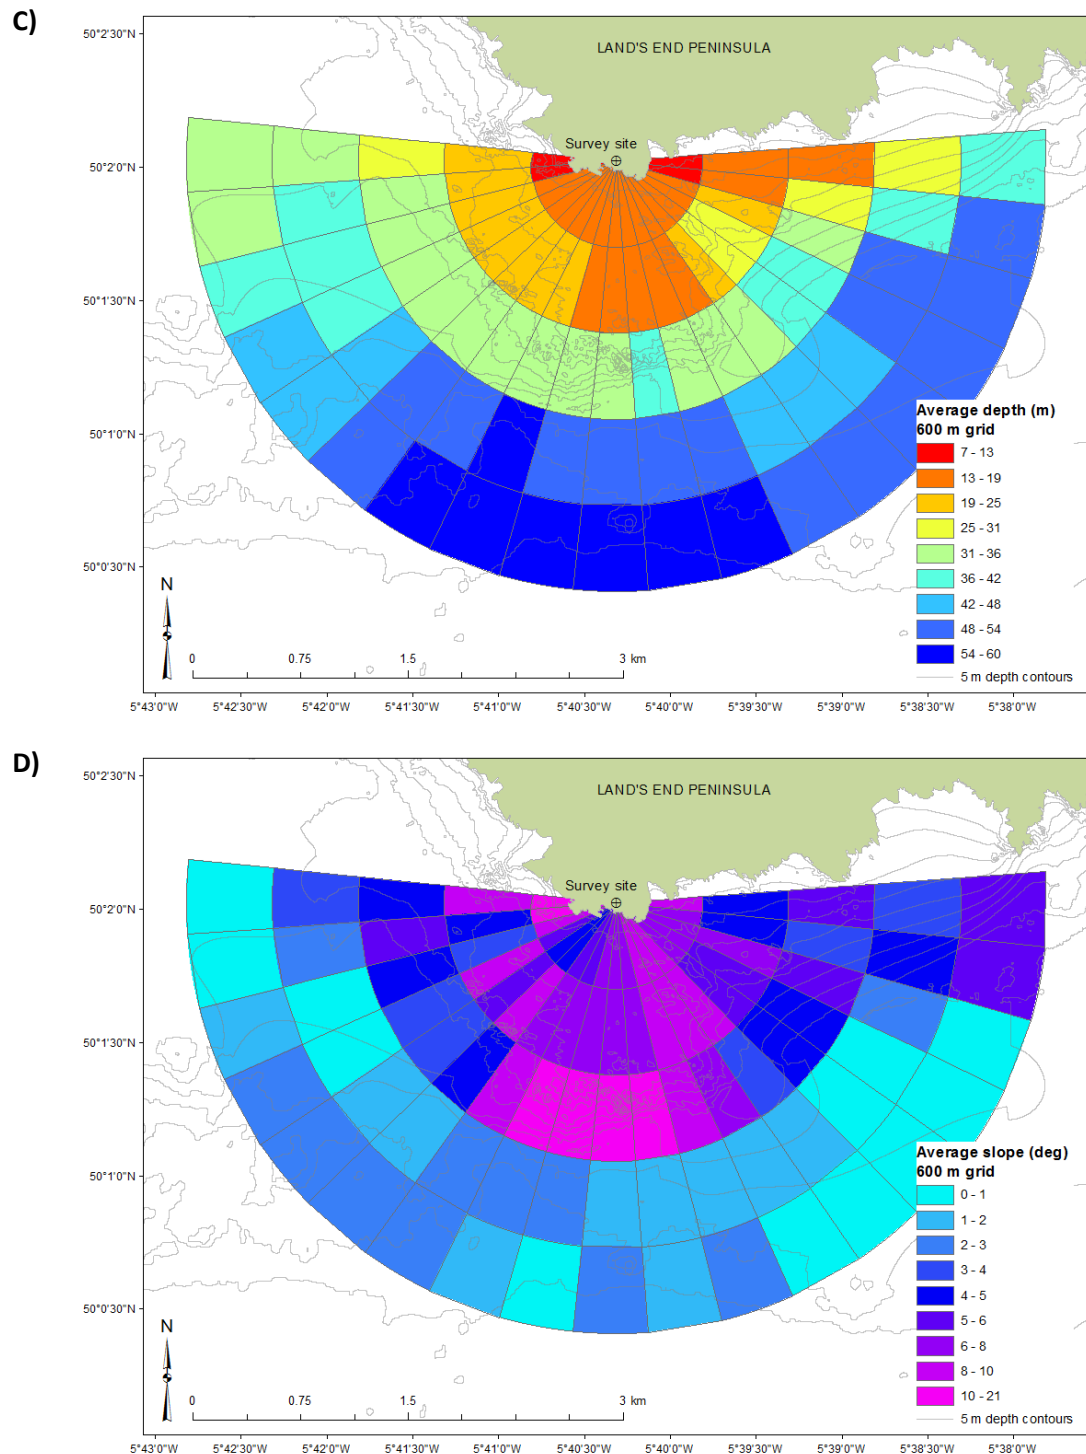 C)
50°2'30"N
50°2'0"N
50°1'30"N
50°1'0"N
50°0'30"N
LAND'S END PENINSULA
Survey site
Average depth (m)
600 m grid
7 - 13
13 - 19
19 - 25
25 - 31
31 - 36
36 - 42
42 - 48
48 - 54
54 - 60
5 m depth contours
N
0 0.75 1.5 3 km
5°43'0"W 5°42'30"W 5°42'0"W 5°41'30"W 5°41'0"W 5°40'30"W 5°40'0"W 5°39'30"W 5°39'0"W 5°38'30"W 5°38'0"W
D)
50°2'30"N
50°2'0"N
50°1'30"N
50°1'0"N
50°0'30"N
LAND'S END PENINSULA
Survey site
Average slope (deg)
600 m grid
0 - 1
1 - 2
2 - 3
3 - 4
4 - 5
5 - 6
6 - 8
8 - 10
10 - 21
5 m depth contours
N
0 0.75 1.5 3 km
5°43'0"W 5°42'30"W 5°42'0"W 5°41'30"W 5°41'0"W 5°40'30"W 5°40'0"W 5°39'30"W 5°39'0"W 5°38'30"W 5°38'0"W